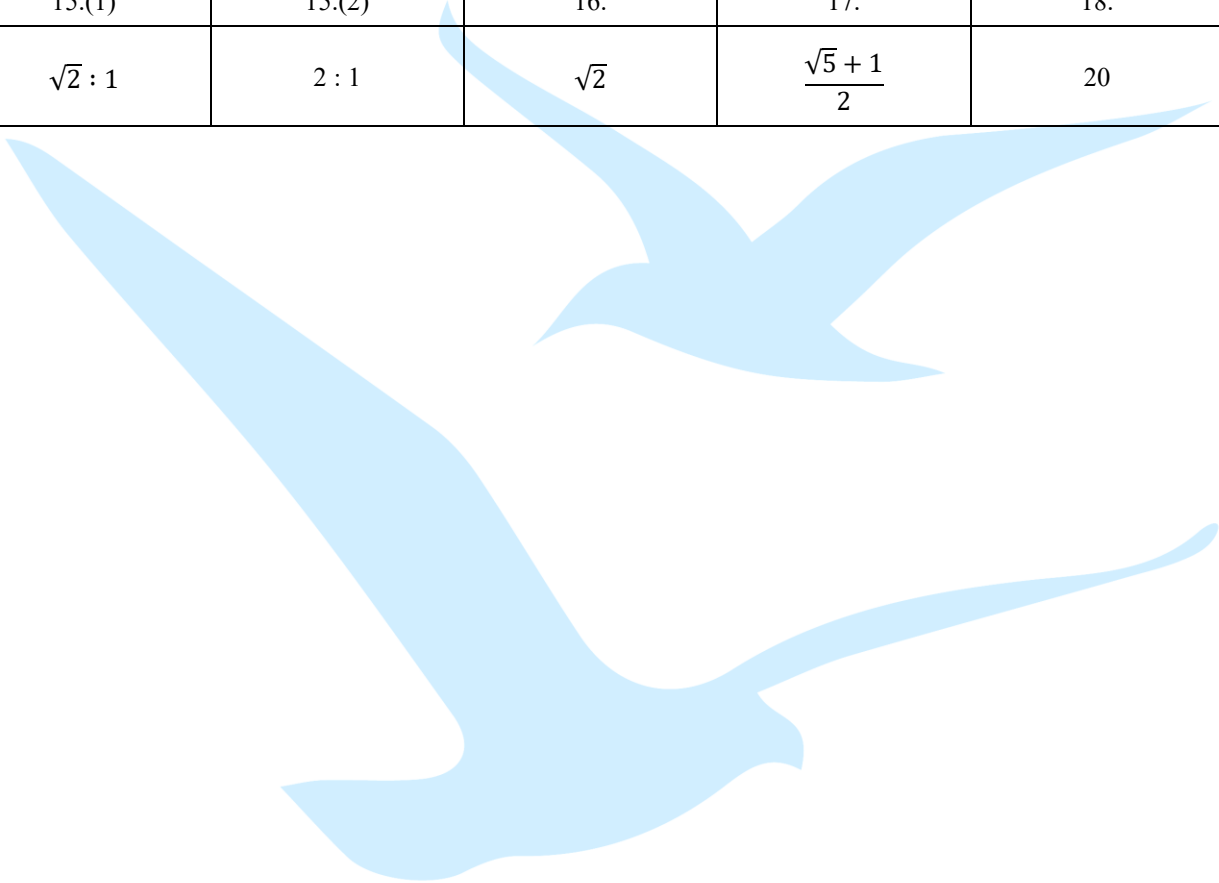 15.(1) 15.(2) 16. 17. 18.
√2 : 1 2 : 1 √2 (√5 + 1)/2 20